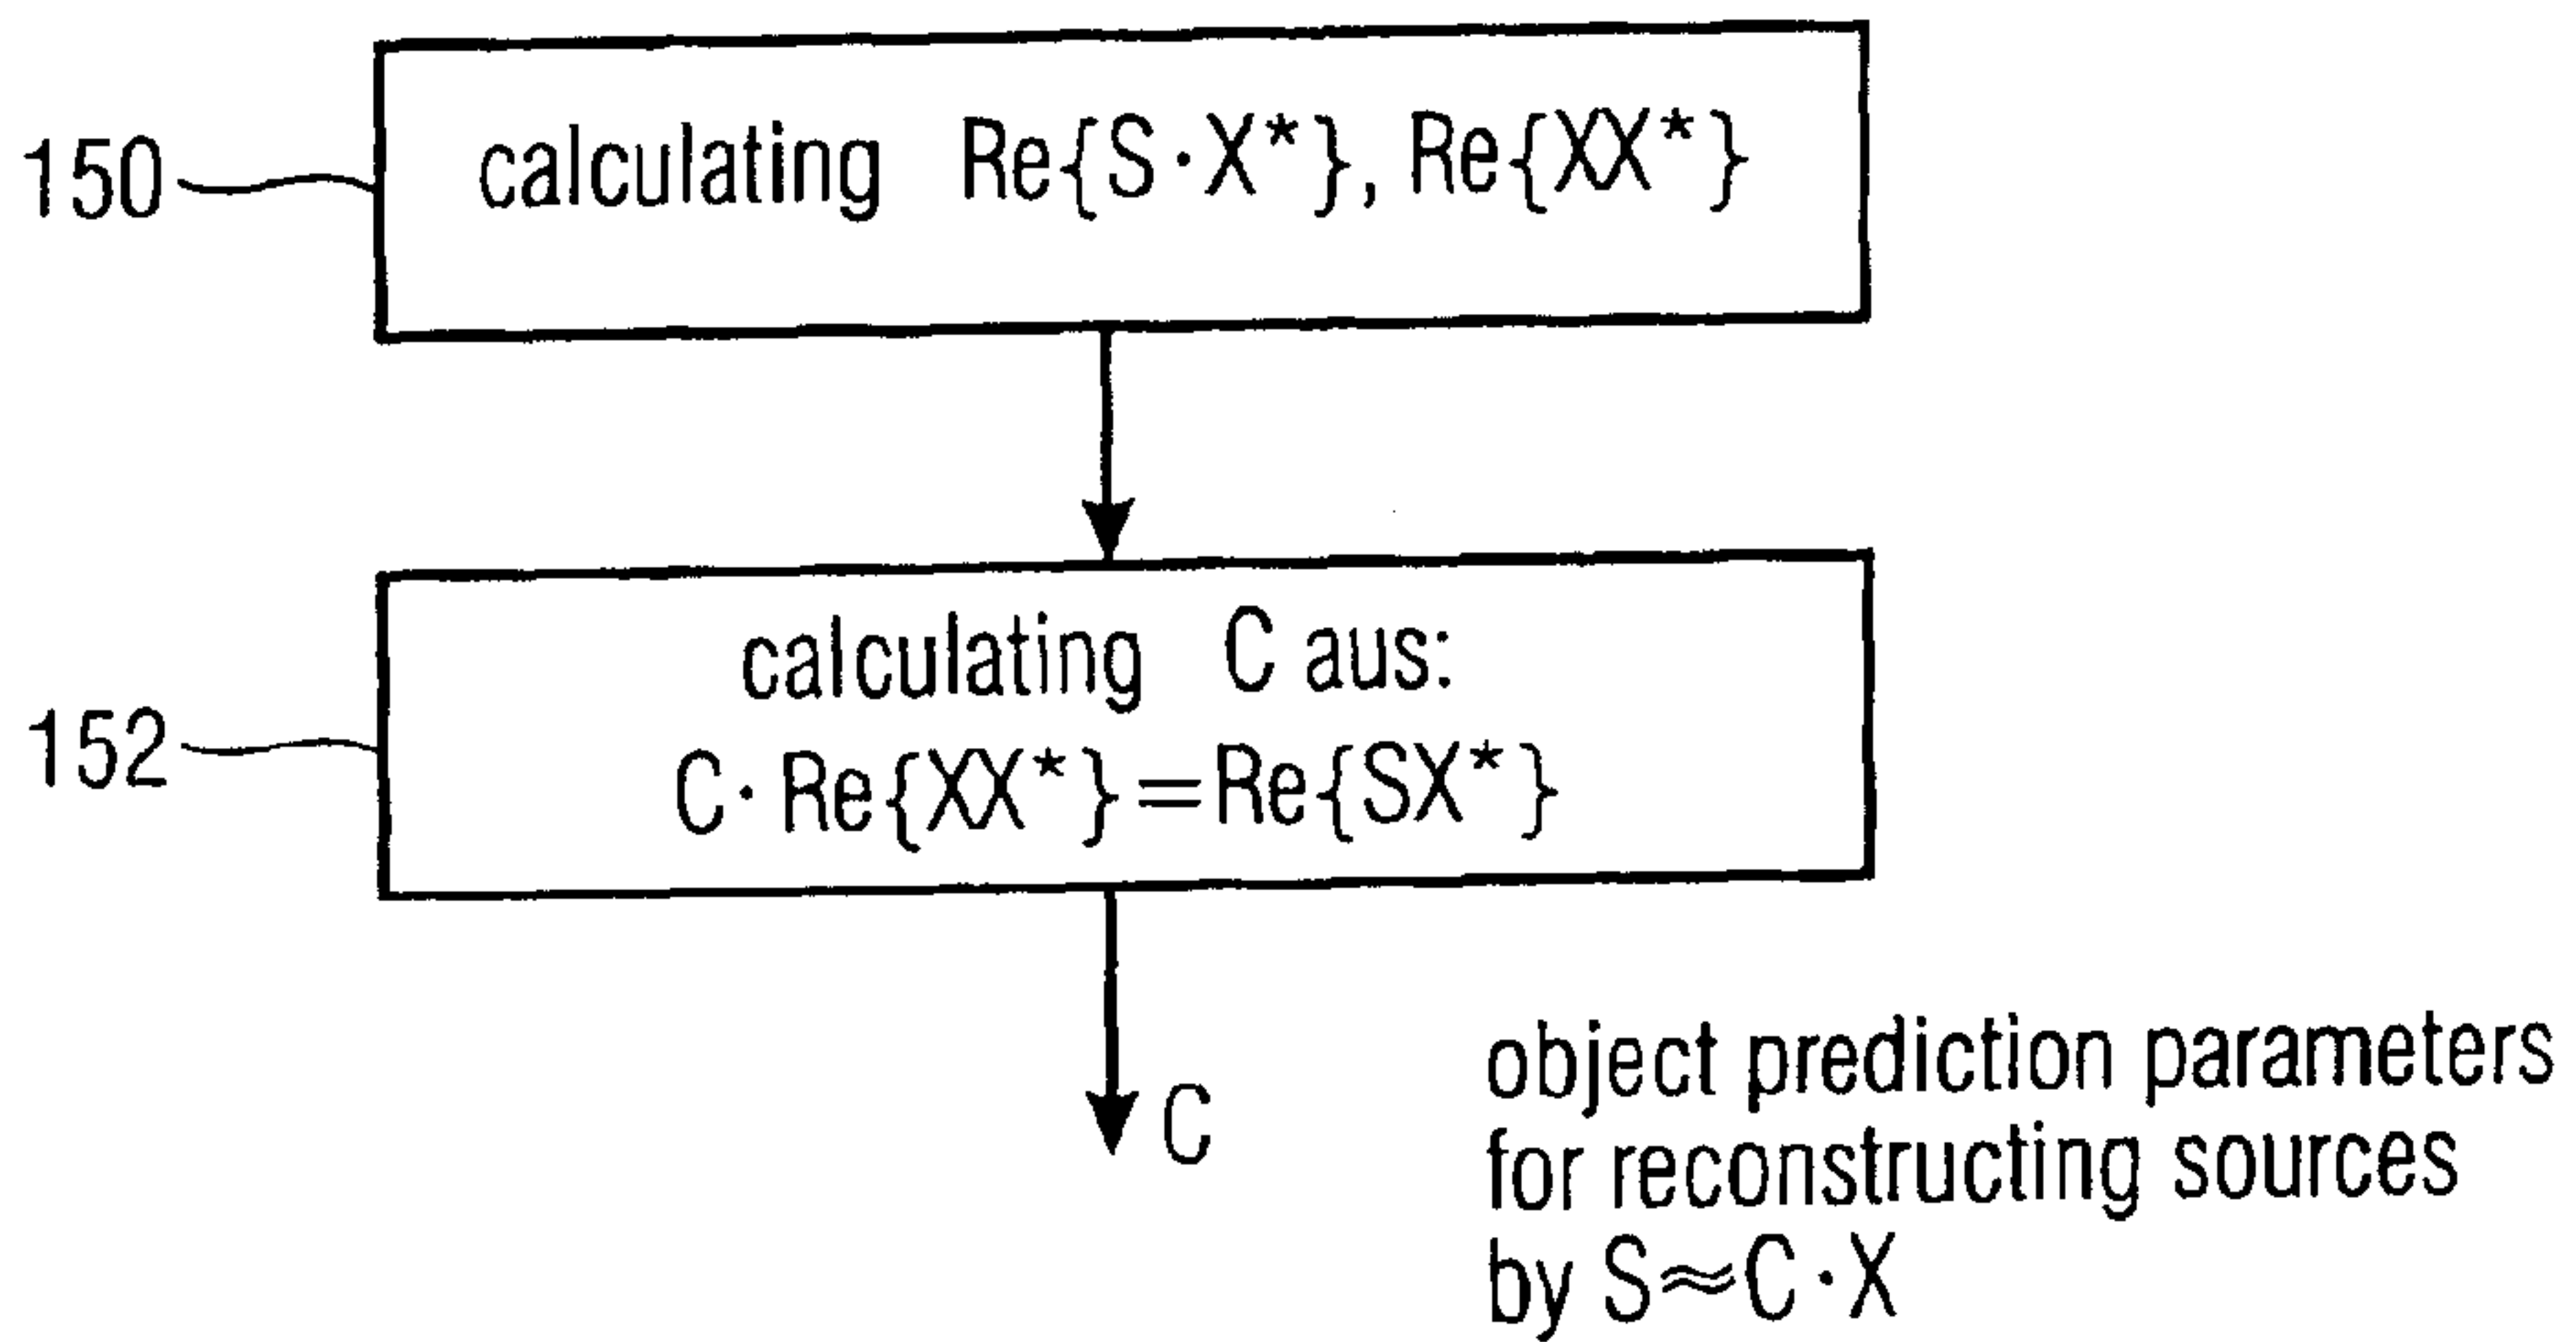 150
calculating Re{S·X*}, Re{XX*}
152
calculating C aus:
C·Re{XX*}=Re{SX*}
C
object prediction parameters
for reconstructing sources
by S≈C·X